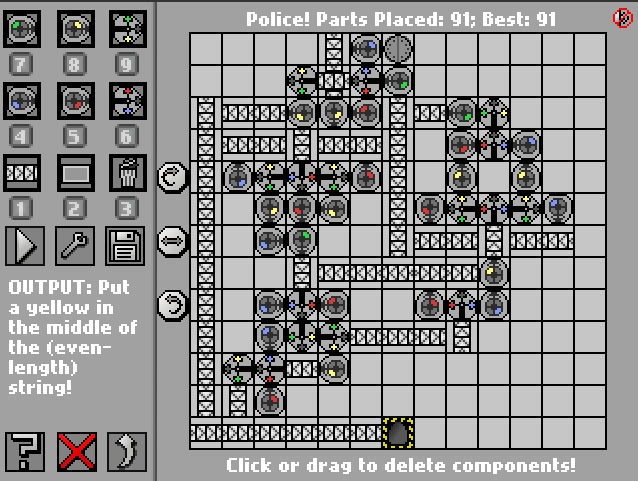 Police! Parts Placed: 91; Best: 91
7 8 9
4 5 6
1 2 3
OUTPUT: Put
a yellow in
the middle of
the (even-
length)
string!
?
Click or drag to delete components!